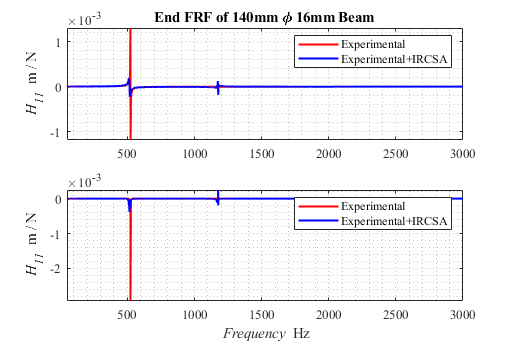 End FRF of 140mm ϕ 16mm Beam
×10-3
1
0
-1
H11 m / N
Experimental
Experimental+IRCSA
500 1000 1500 2000 2500 3000
×10-3
0
-1
-2
H11 m / N
Experimental
Experimental+IRCSA
500 1000 1500 2000 2500 3000
Frequency Hz